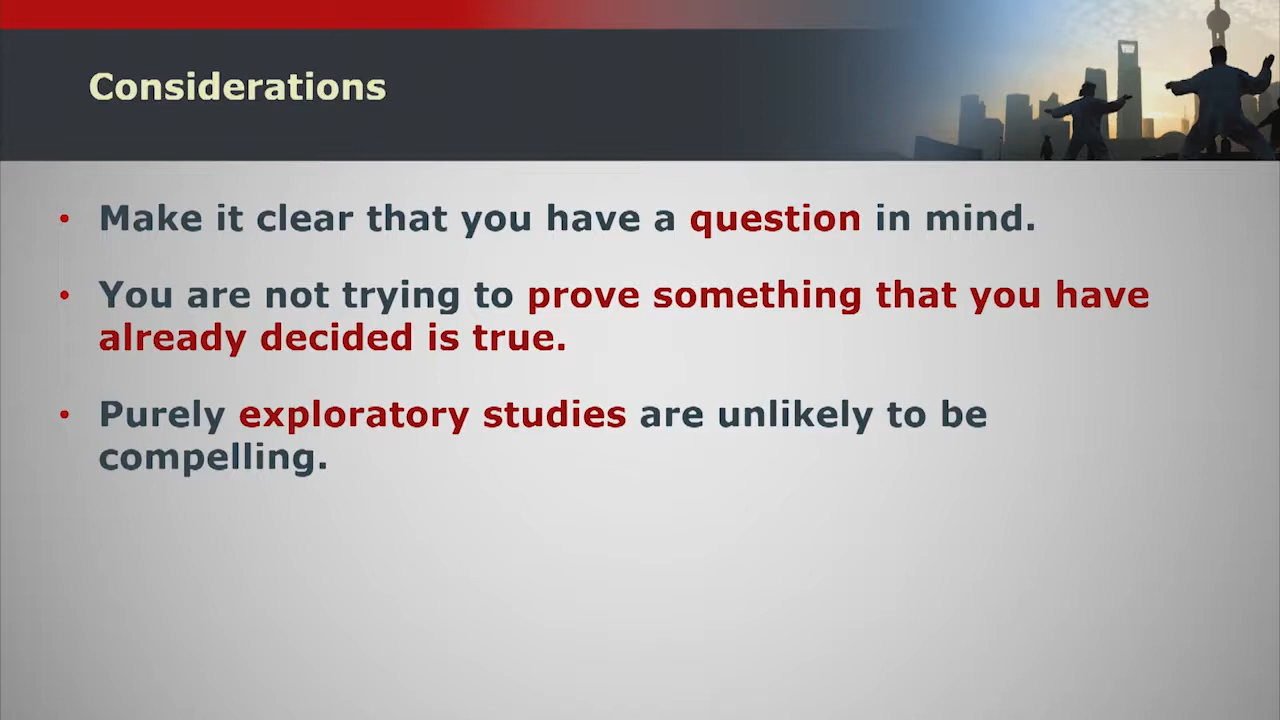 Considerations
• Make it clear that you have a question in mind.
• You are not trying to prove something that you have
already decided is true.
• Purely exploratory studies are unlikely to be
compelling.